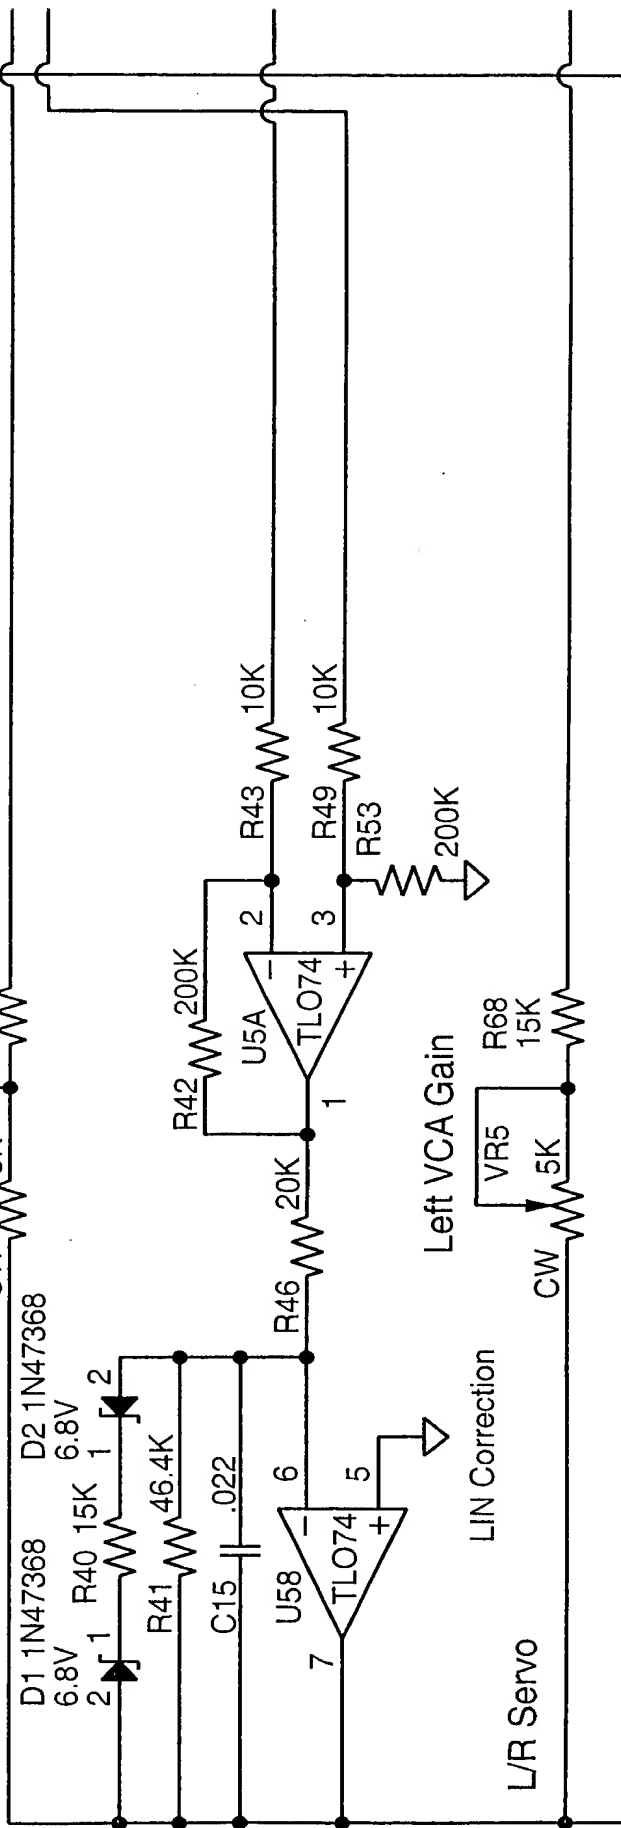 D1 1N47368
6.8V
2
1
R40 15K
D2 1N47368
6.8V
1
2
R41
46.4K
C15
.022
U58
TLO74
7
6
5
−
+
R46
20K
R42
200K
U5A
TLO74
1
2
3
−
+
R43
10K
R49
10K
R53
200K
LIN Correction
L/R Servo
Left VCA Gain
CW
VR5
5K
R68
15K